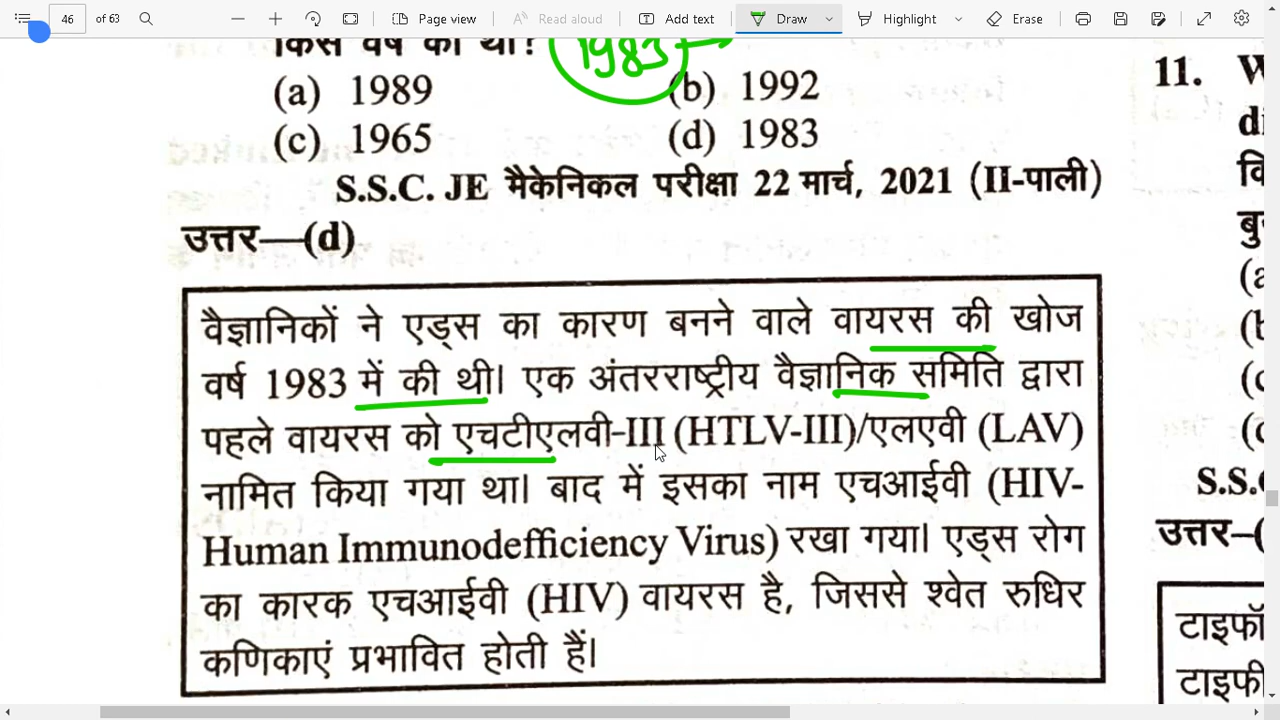 46 of 63 Page view Read aloud Add text Draw Highlight Erase
किस वर्ष की थी? 1983
(a) 1989 (b) 1992
(c) 1965 (d) 1983
S.S.C. JE मैकेनिकल परीक्षा 22 मार्च, 2021 (II-पाली)
उत्तर—(d)
वैज्ञानिकों ने एड्स का कारण बनने वाले वायरस की खोज
वर्ष 1983 में की थी। एक अंतरराष्ट्रीय वैज्ञानिक समिति द्वारा
पहले वायरस को एचटीएलवी-III (HTLV-III)/एलएवी (LAV)
नामित किया गया था। बाद में इसका नाम एचआईवी (HIV-
Human Immunodefficiency Virus) रखा गया। एड्स रोग
का कारक एचआईवी (HIV) वायरस है, जिससे श्वेत रुधिर
कणिकाएं प्रभावित होती हैं।
11. W
di
वि
बु
(a
(b
(c
(c
S.S.
उत्तर–(
टाइफॉ
टाइफी